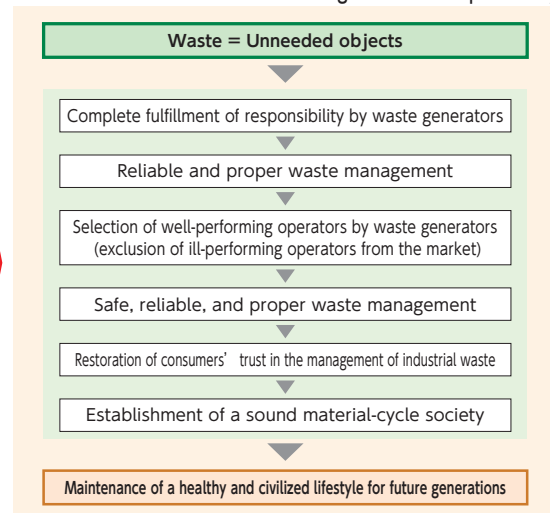 Waste = Unneeded objects
Complete fulfillment of responsibility by waste generators
Reliable and proper waste management
Selection of well-performing operators by waste generators
(exclusion of ill-performing operators from the market)
Safe, reliable, and proper waste management
Restoration of consumers' trust in the management of industrial waste
Establishment of a sound material-cycle society
Maintenance of a healthy and civilized lifestyle for future generations